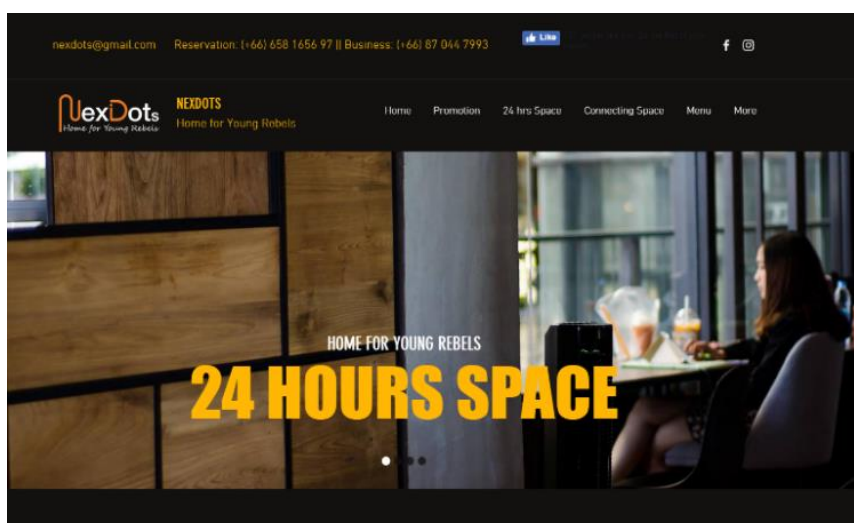 nexdots@gmail.com Reservation: (+66) 658 1656 97 || Business: (+66) 87 044 7993 Like
NexDots
Home for Young Rebels
NEXDOTS
Home for Young Rebels
Home Promotion 24 hrs Space Connecting Space Menu More
HOME FOR YOUNG REBELS
24 HOURS SPACE